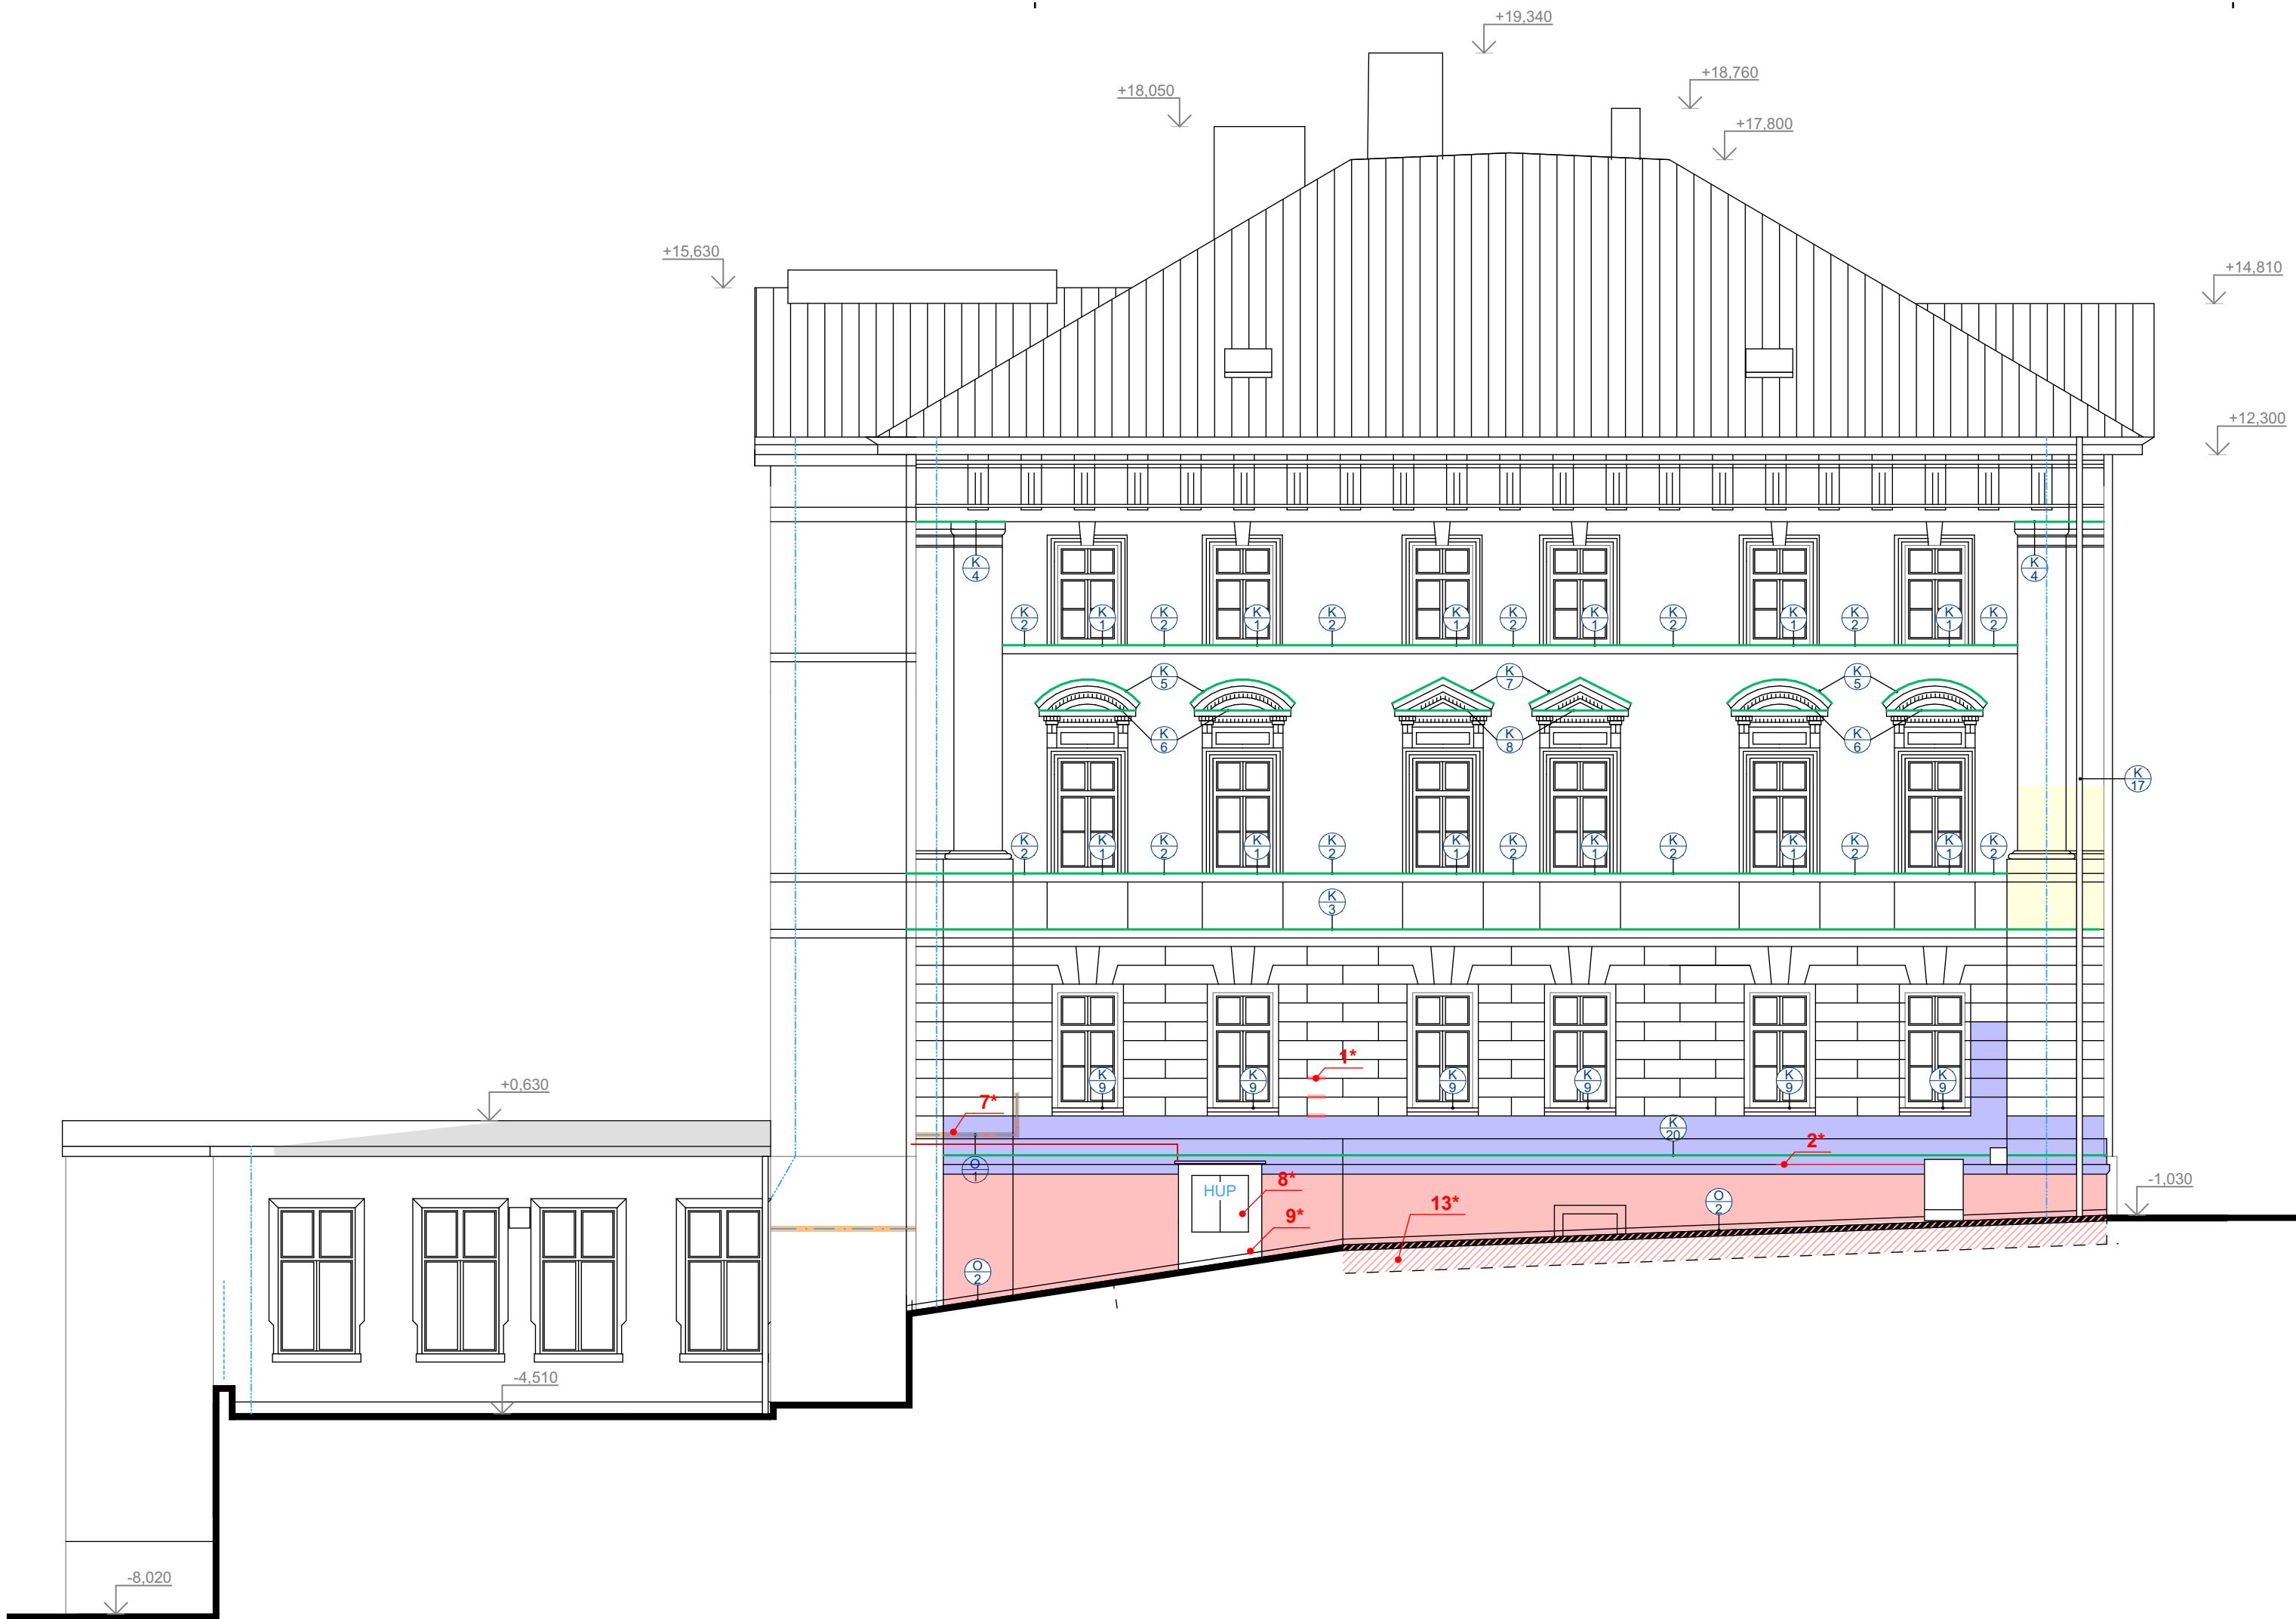 +19,340
+18,760
+18,050
+17,800
+15,630
+14,810
+12,300
K 4 K 4
K 2 K 1 K 2 K 1 K 2 K 1 K 2 K 1 K 2 K 1 K 2 K 1 K 2
K 5 K 7 K 5
K 6 K 8 K 6
K 17
K 2 K 1 K 2 K 1 K 2 K 1 K 2 K 1 K 2 K 1 K 2 K 1 K 2
K 3
1*
K 9 K 9 K 9 K 9 K 9 K 9
+0,630
7*
K 20
2*
O 1
8*
HUP
-1,030
13*
O 2
9*
O 2
-4,510
-8,020